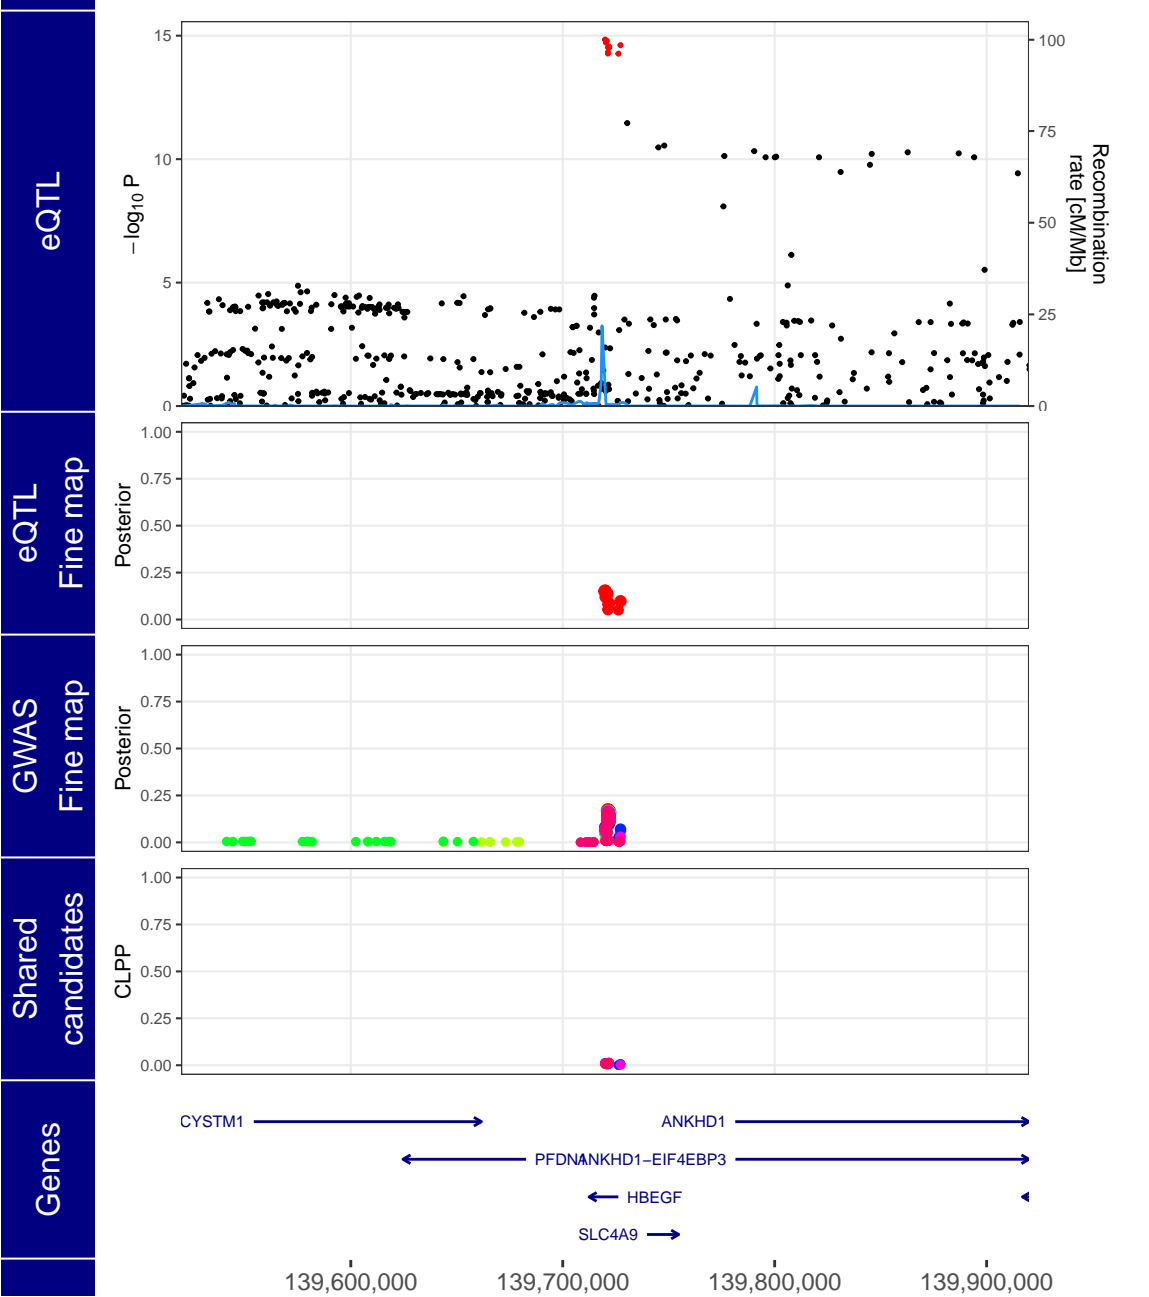 eQTL
−log10 P
15
10
5
0
100
75
50
25
0
Recombination
rate [cM/Mb]
eQTL
Fine map
Posterior
1.00
0.75
0.50
0.25
0.00
GWAS
Fine map
Posterior
1.00
0.75
0.50
0.25
0.00
Shared
candidates
CLPP
1.00
0.75
0.50
0.25
0.00
Genes
CYSTM1
ANKHD1
PFDN1
ANKHD1−EIF4EBP3
HBEGF
SLC4A9
139,600,000
139,700,000
139,800,000
139,900,000